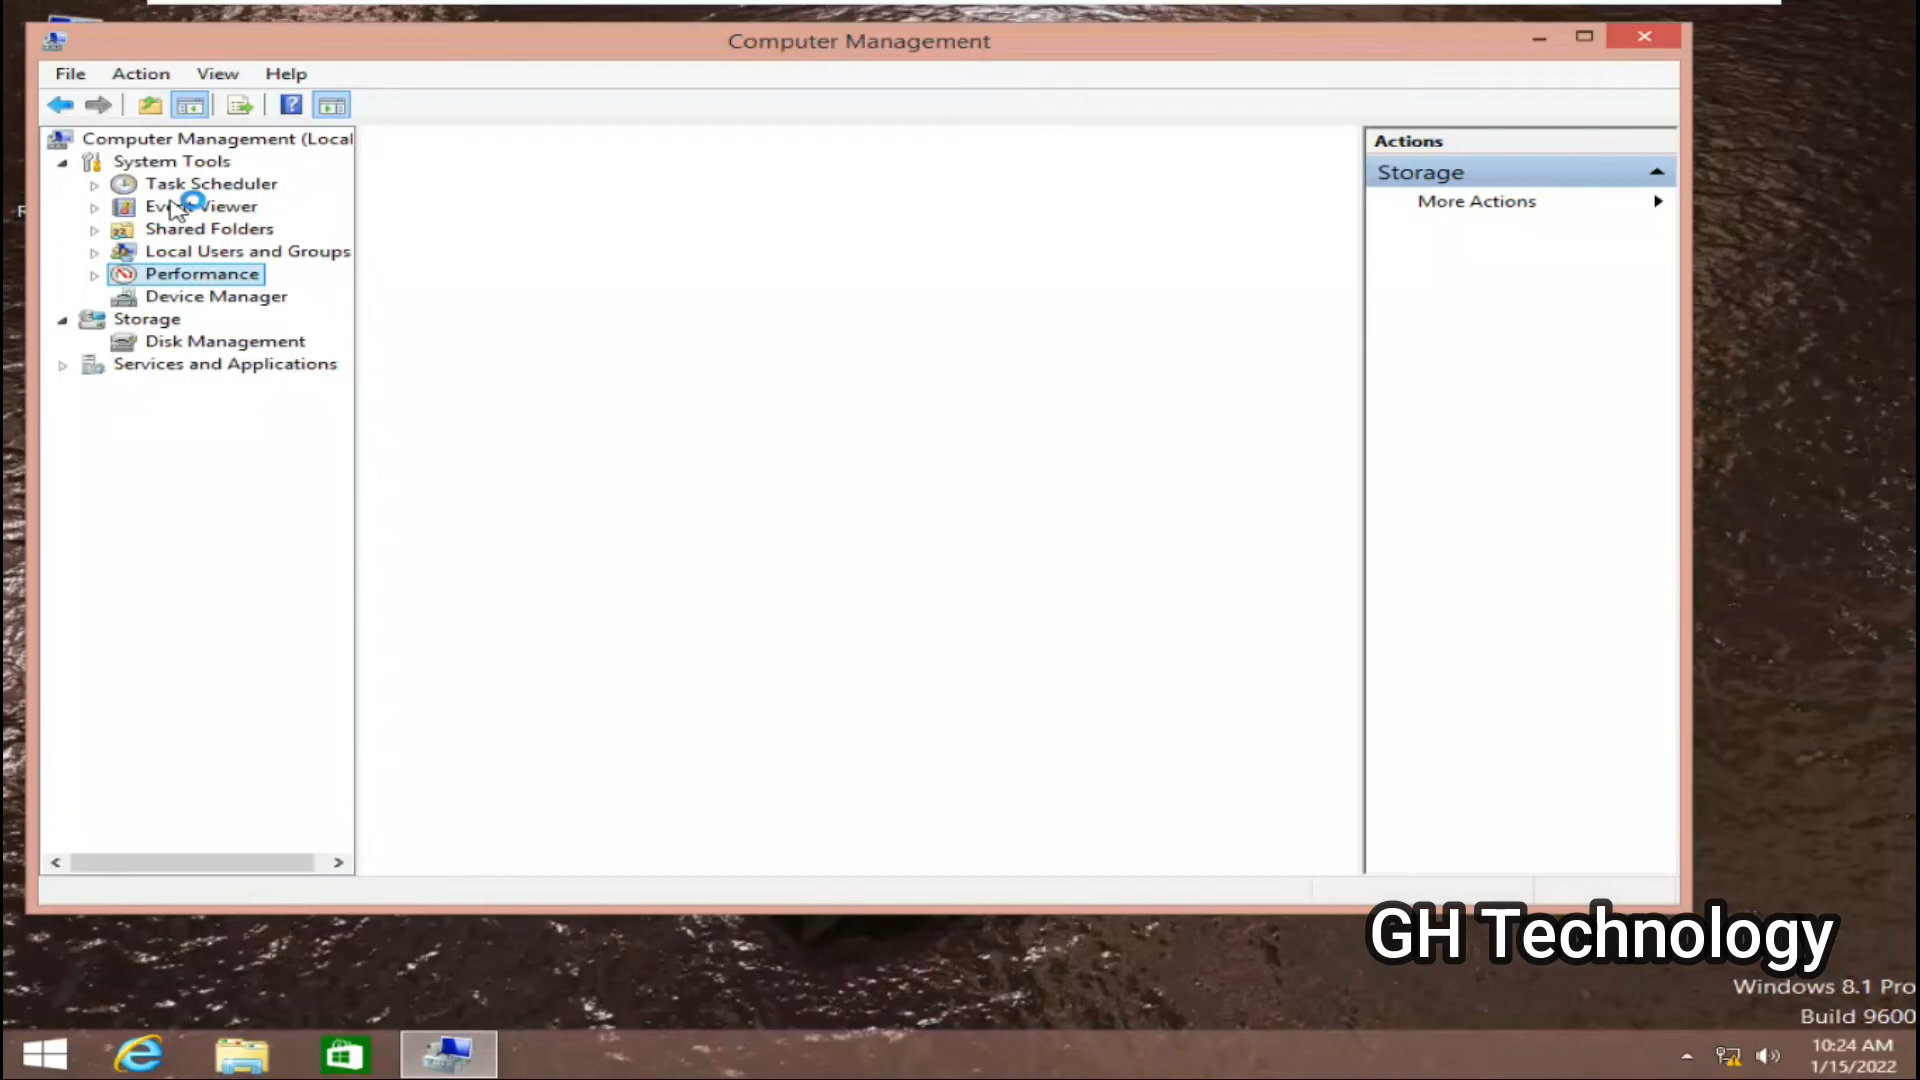 Computer Management
File Action View Help
Computer Management (Local
System Tools
Task Scheduler
Event Viewer
Shared Folders
Local Users and Groups
Performance
Device Manager
Storage
Disk Management
Services and Applications
Actions
Storage
More Actions
R
GH Technology
Windows 8.1 Pro
Build 9600
10:24 AM
1/15/2022